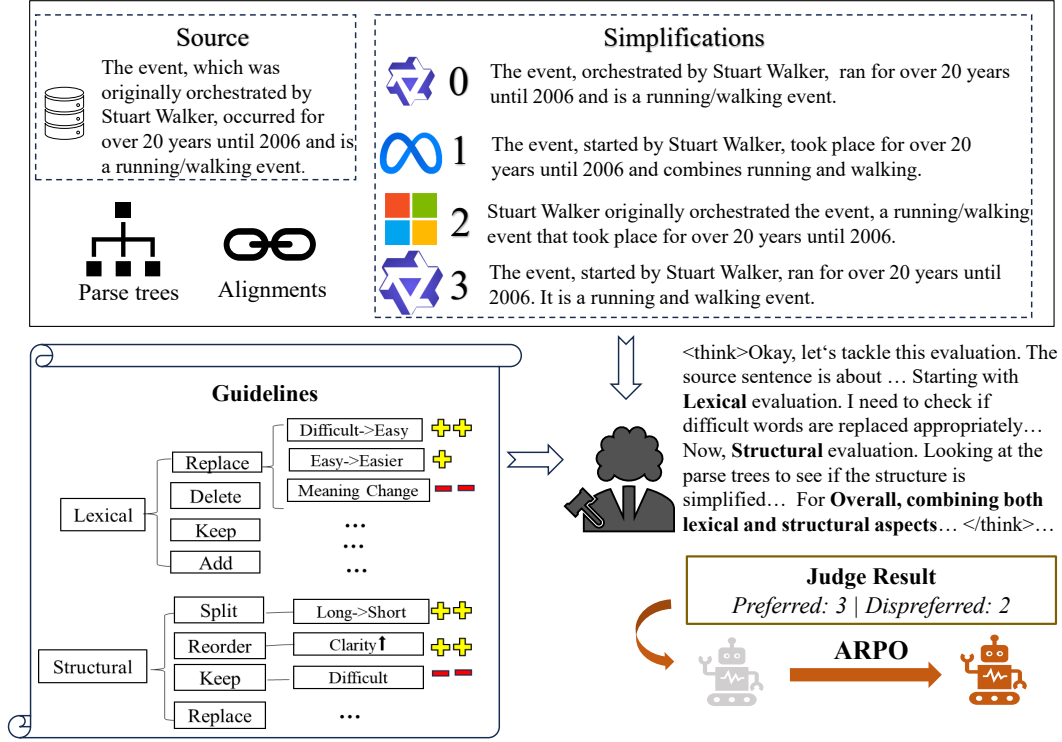 Source
The event, which was
originally orchestrated by
Stuart Walker, occurred for
over 20 years until 2006 and is
a running/walking event.
Parse trees
Alignments
Simplifications
0
The event, orchestrated by Stuart Walker, ran for over 20 years
until 2006 and is a running/walking event.
1
The event, started by Stuart Walker, took place for over 20
years until 2006 and combines running and walking.
2
Stuart Walker originally orchestrated the event, a running/walking
event that took place for over 20 years until 2006.
3
The event, started by Stuart Walker, ran for over 20 years until
2006. It is a running and walking event.
Guidelines
Lexical
Replace
Difficult->Easy
Easy->Easier
Meaning Change
Delete
...
Keep
...
Add
...
Structural
Split
Long->Short
Reorder
Clarity⬆
Keep
Difficult
Replace
...
<think>Okay, let‘s tackle this evaluation. The
source sentence is about … Starting with
Lexical evaluation. I need to check if
difficult words are replaced appropriately…
Now, Structural evaluation. Looking at the
parse trees to see if the structure is
simplified… For Overall, combining both
lexical and structural aspects… </think>…
Judge Result
Preferred: 3 | Dispreferred: 2
ARPO